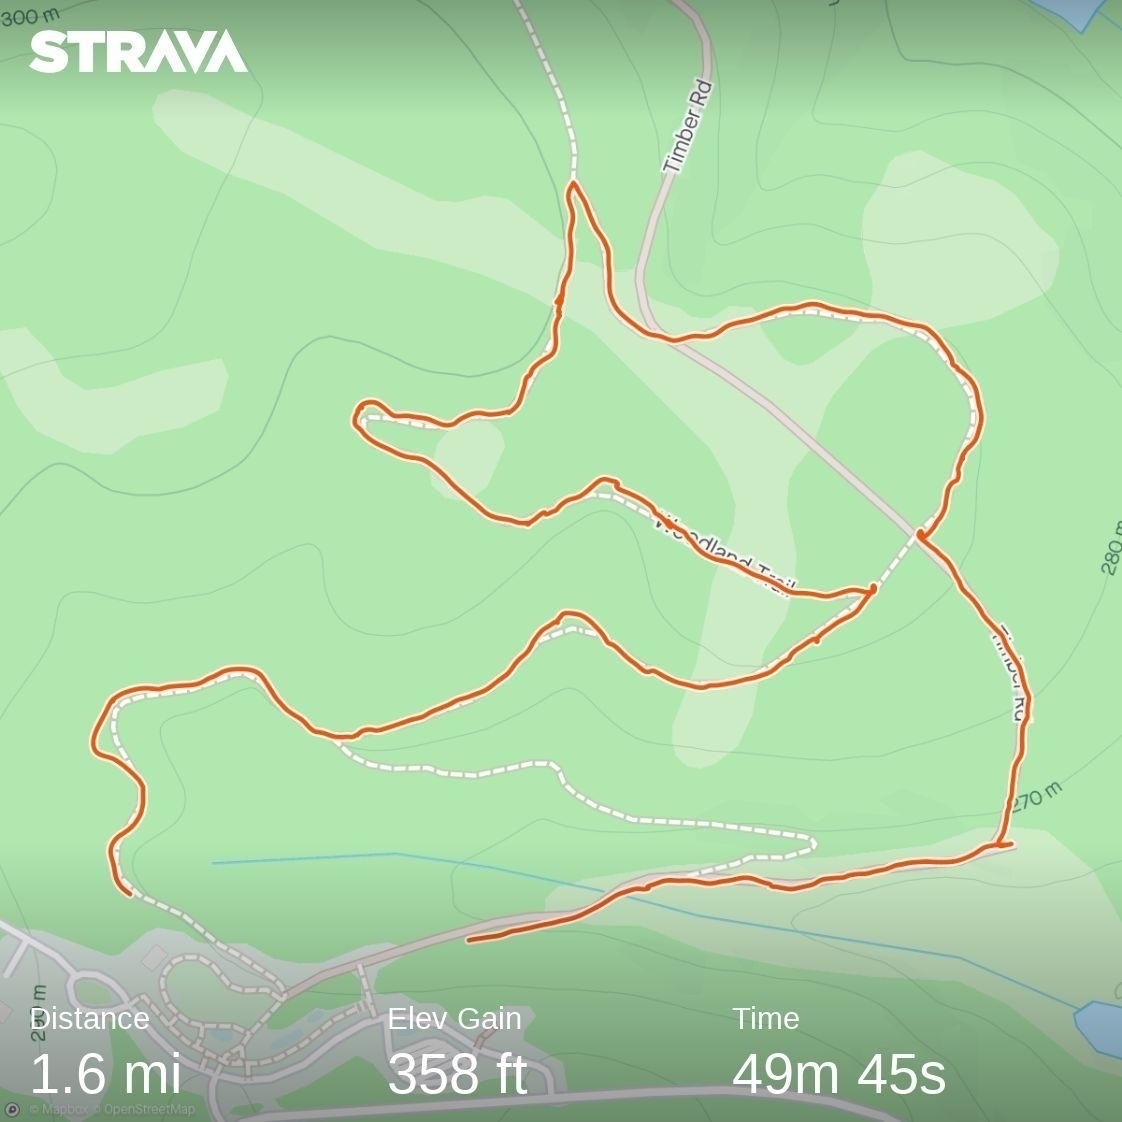 300 m
STRAVA
Timber Rd
Woodland Trail
280 m
Timber Rd
270 m
290 m
Distance
Elev Gain
Time
1.6 mi
358 ft
49m 45s
© Mapbox © OpenStreetMap